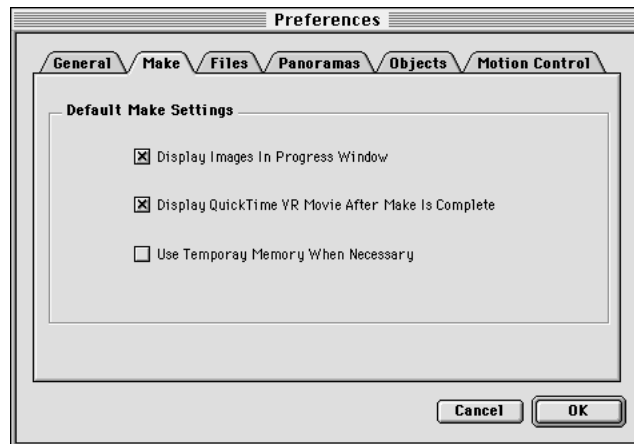 Preferences
General Make Files Panoramas Objects Motion Control
Default Make Settings
Display Images In Progress Window
Display QuickTime VR Movie After Make Is Complete
Use Temporay Memory When Necessary
Cancel OK